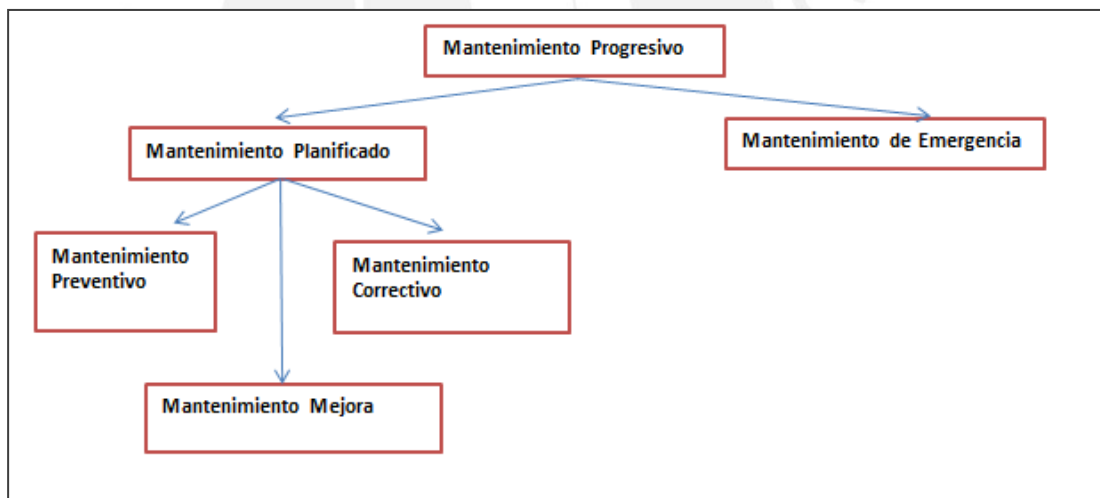 Mantenimiento Progresivo
Mantenimiento Planificado
Mantenimiento de Emergencia
Mantenimiento
Preventivo
Mantenimiento
Correctivo
Mantenimiento Mejora